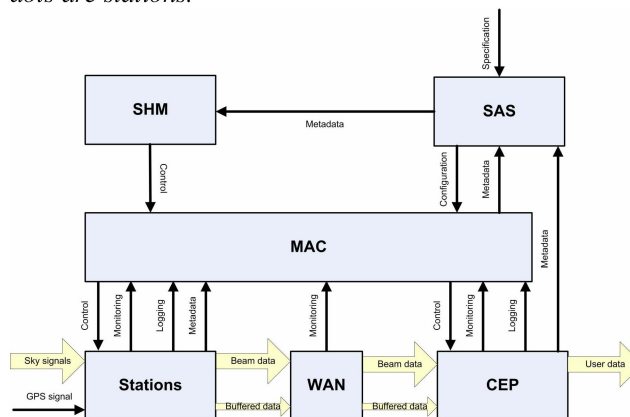 dots are stations.
Specification
SHM
SAS
Metadata
Control
Configuration
Metadata
MAC
Metadata
Control
Monitoring
Logging
Metadata
Monitoring
Control
Monitoring
Logging
Sky signals
Beam data
Beam data
User data
Stations
WAN
CEP
GPS signal
Buffered data
Buffered data